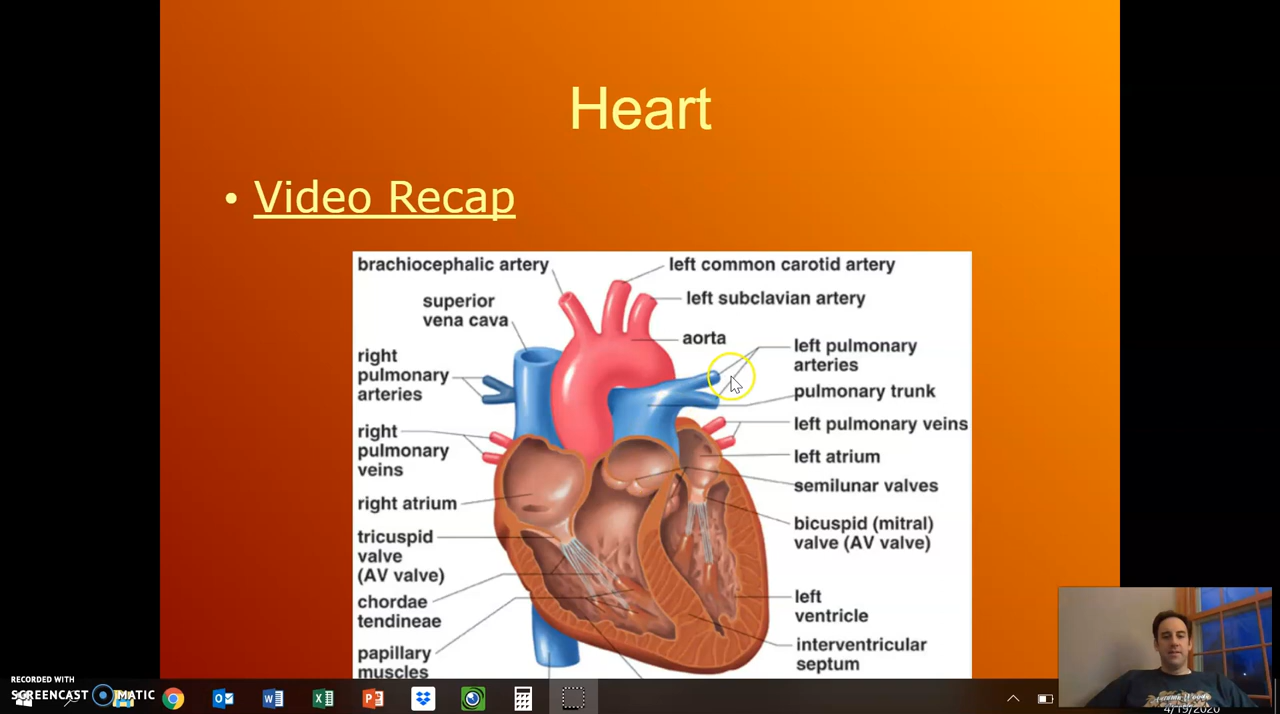 Heart
• Video Recap
brachiocephalic artery
left common carotid artery
superior
vena cava
left subclavian artery
aorta
right
pulmonary
arteries
left pulmonary
arteries
pulmonary trunk
right
pulmonary
veins
left pulmonary veins
left atrium
right atrium
semilunar valves
tricuspid
valve
(AV valve)
bicuspid (mitral)
valve (AV valve)
chordae
tendineae
left
ventricle
papillary
muscles
interventricular
septum
RECORDED WITH
SCREENCAST MATIC
4/19/2020